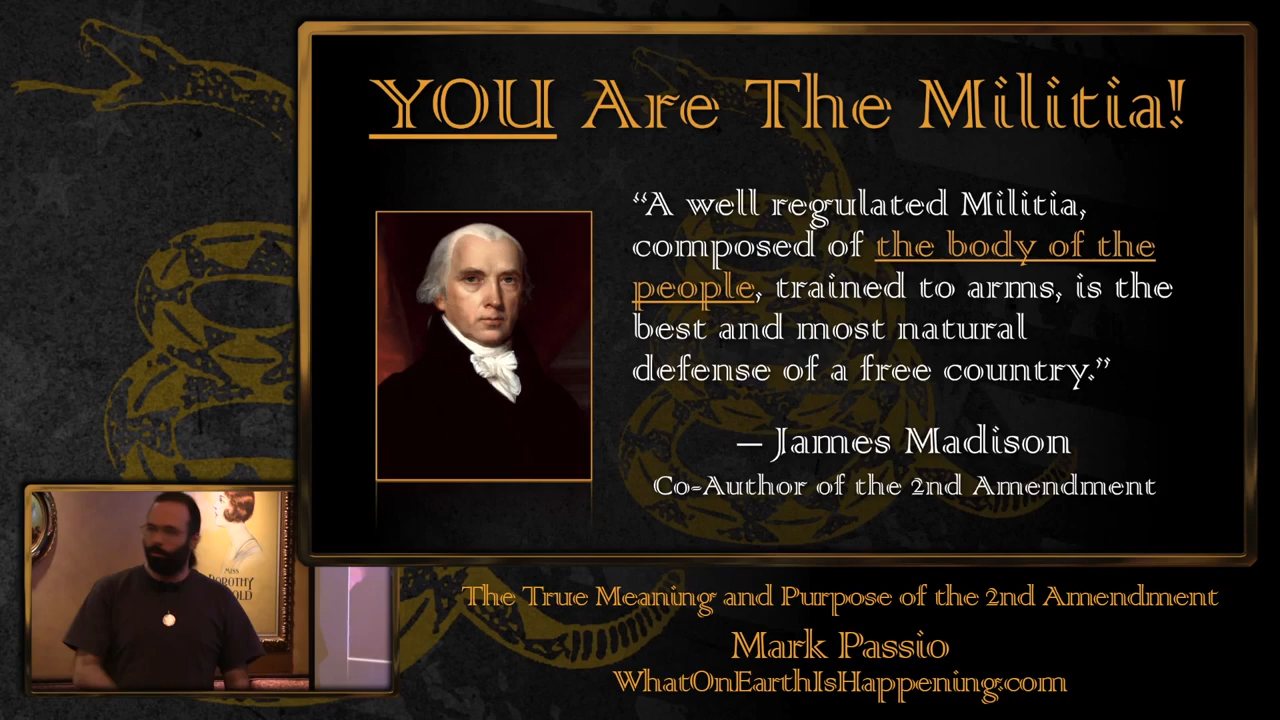 YOU Are The Militia!
“A well regulated Militia,
composed of the body of the
people, trained to arms, is the
best and most natural
defense of a free country.”
– James Madison
Co-Author of the 2nd Amendment
MISS
DOROTHY
The True Meaning and Purpose of the 2nd Amendment
Mark Passio
WhatOnEarthIsHappening.com